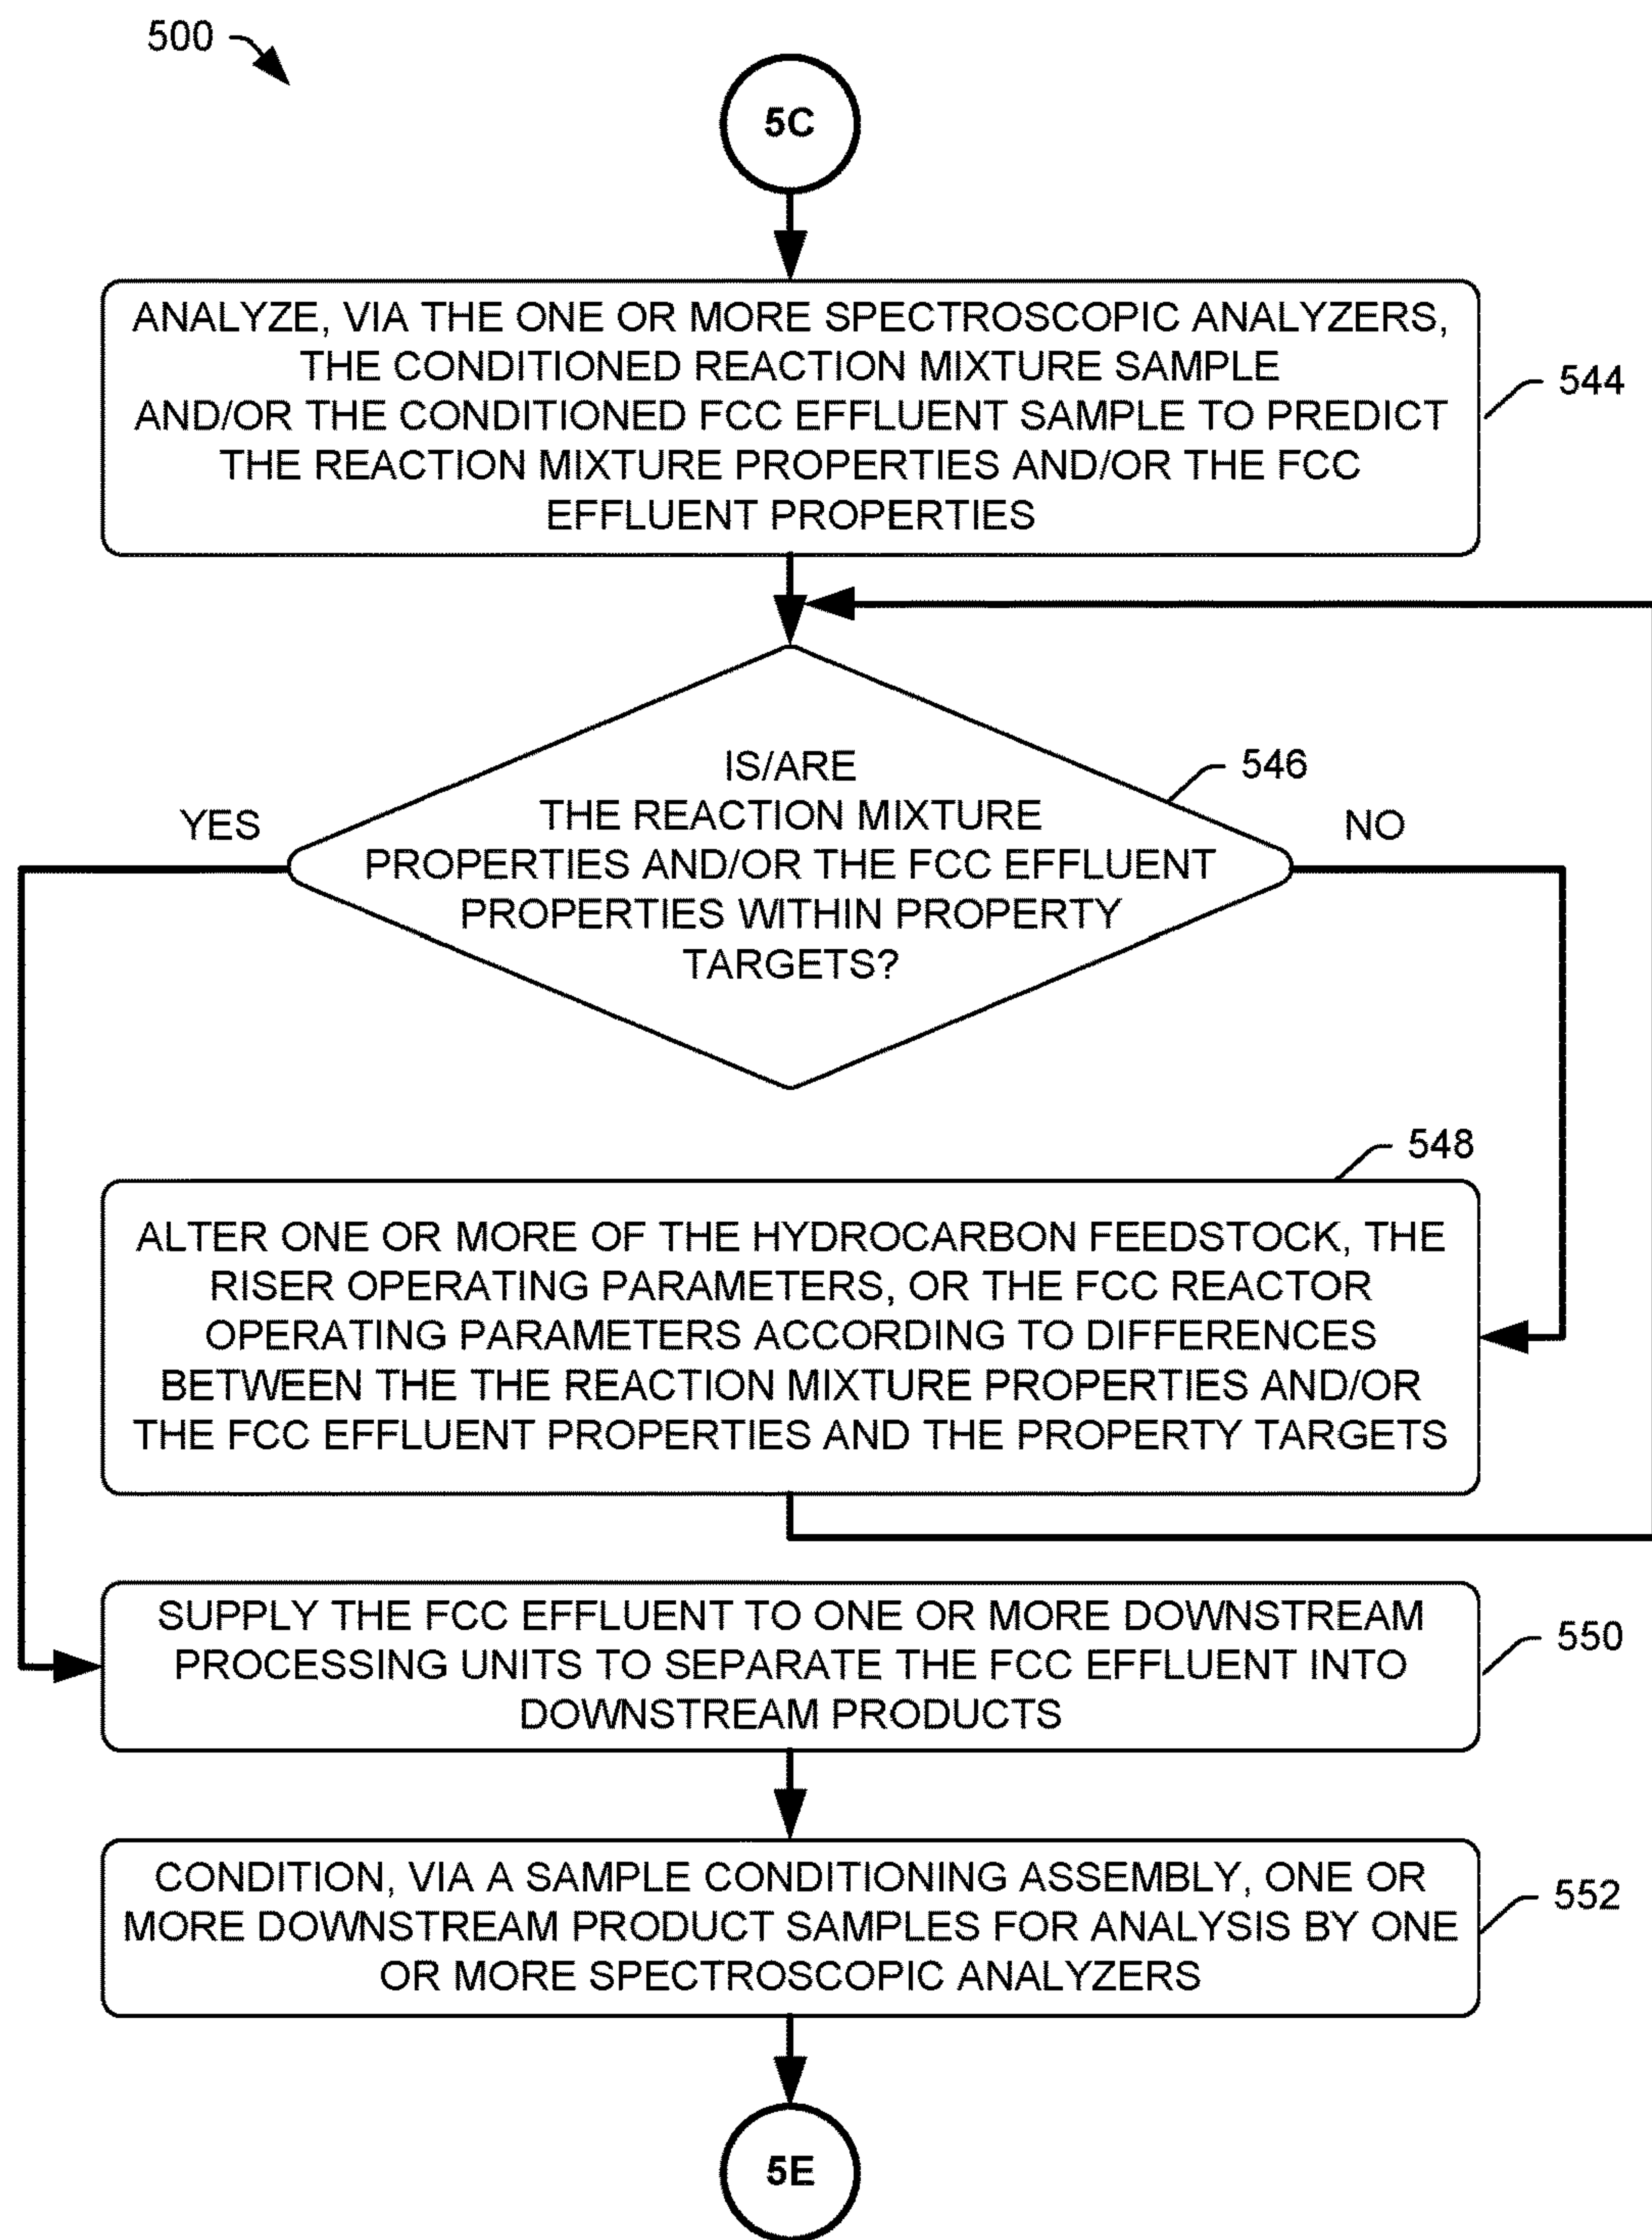 500
5C
ANALYZE, VIA THE ONE OR MORE SPECTROSCOPIC ANALYZERS,
THE CONDITIONED REACTION MIXTURE SAMPLE
AND/OR THE CONDITIONED FCC EFFLUENT SAMPLE TO PREDICT
THE REACTION MIXTURE PROPERTIES AND/OR THE FCC
EFFLUENT PROPERTIES
544
IS/ARE
THE REACTION MIXTURE
PROPERTIES AND/OR THE FCC EFFLUENT
PROPERTIES WITHIN PROPERTY
TARGETS?
546
YES
NO
548
ALTER ONE OR MORE OF THE HYDROCARBON FEEDSTOCK, THE
RISER OPERATING PARAMETERS, OR THE FCC REACTOR
OPERATING PARAMETERS ACCORDING TO DIFFERENCES
BETWEEN THE THE REACTION MIXTURE PROPERTIES AND/OR
THE FCC EFFLUENT PROPERTIES AND THE PROPERTY TARGETS
SUPPLY THE FCC EFFLUENT TO ONE OR MORE DOWNSTREAM
PROCESSING UNITS TO SEPARATE THE FCC EFFLUENT INTO
DOWNSTREAM PRODUCTS
550
CONDITION, VIA A SAMPLE CONDITIONING ASSEMBLY, ONE OR
MORE DOWNSTREAM PRODUCT SAMPLES FOR ANALYSIS BY ONE
OR MORE SPECTROSCOPIC ANALYZERS
552
5E